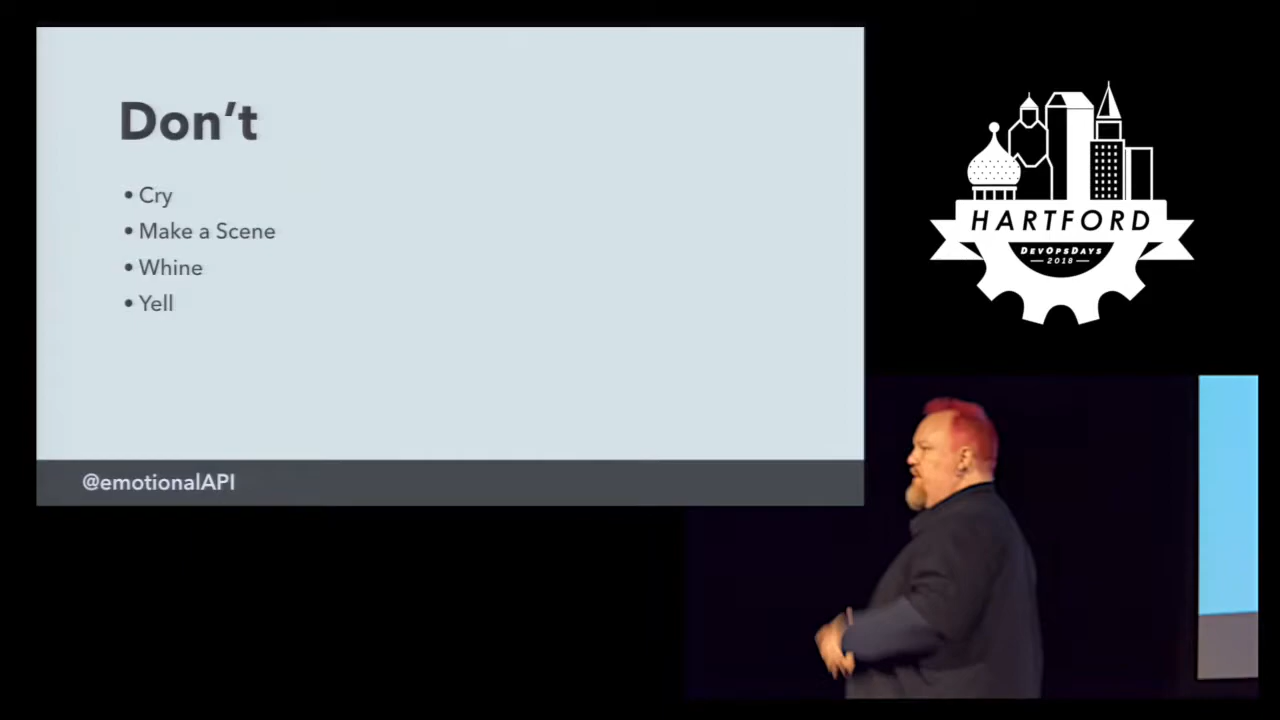 Don't
• Cry
• Make a Scene
• Whine
• Yell
@emotionalAPI
HARTFORD
DEVOPSDAYS
2018